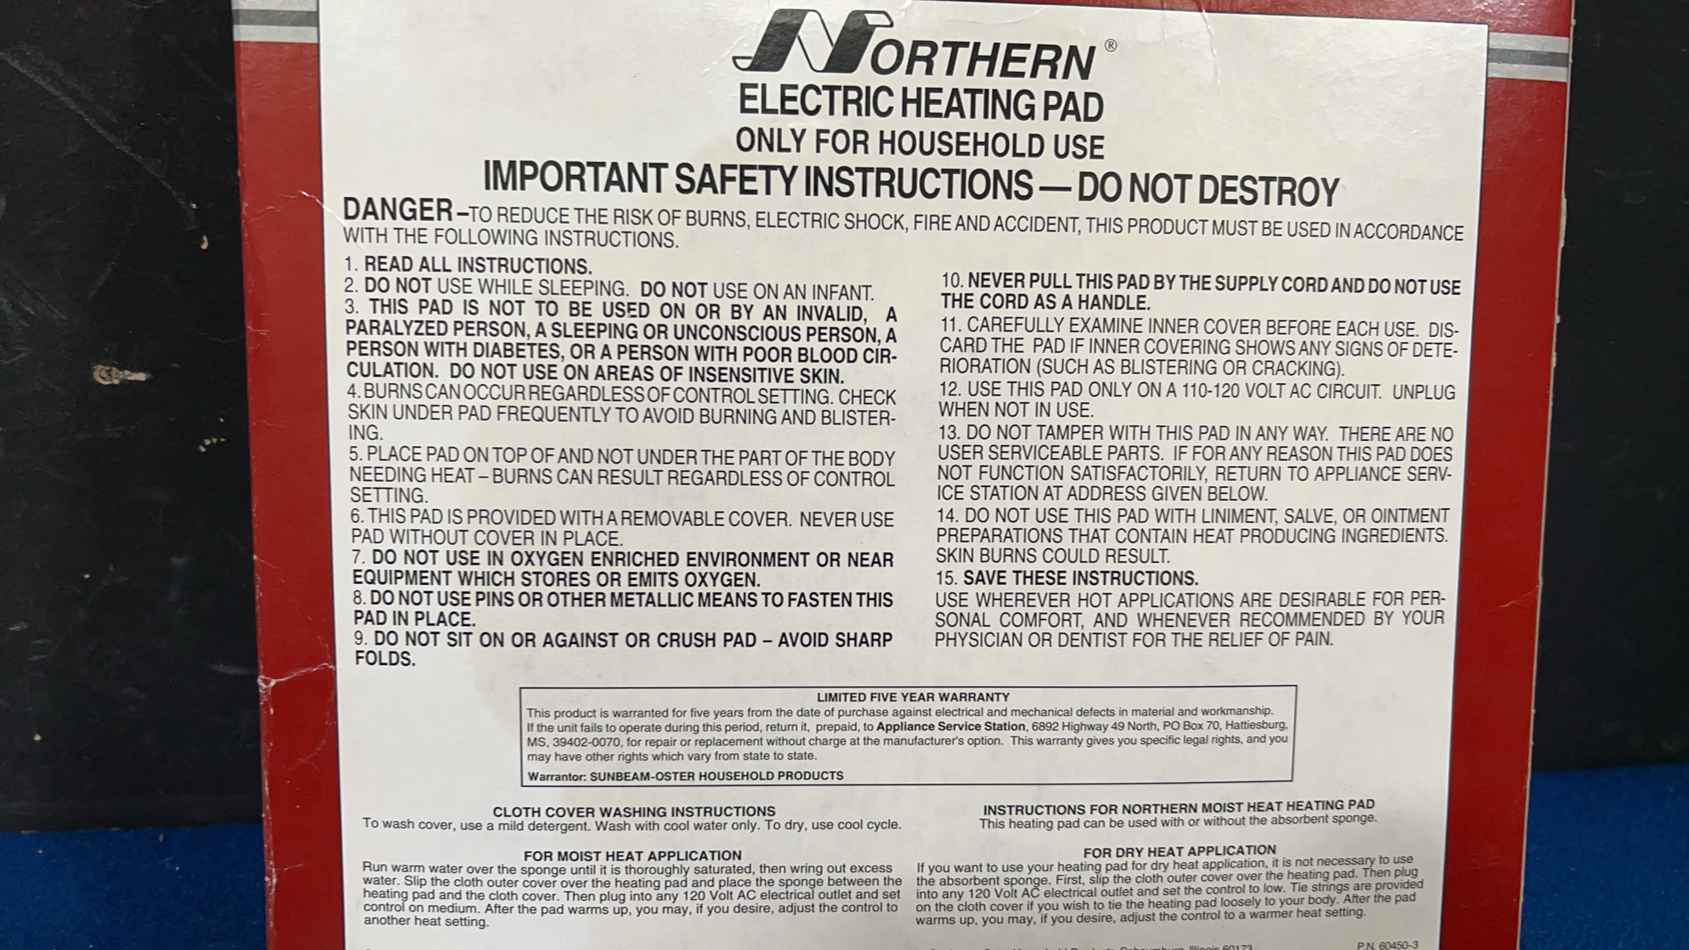 NORTHERN®
ELECTRIC HEATING PAD
ONLY FOR HOUSEHOLD USE
IMPORTANT SAFETY INSTRUCTIONS — DO NOT DESTROY
DANGER –TO REDUCE THE RISK OF BURNS, ELECTRIC SHOCK, FIRE AND ACCIDENT, THIS PRODUCT MUST BE USED IN ACCORDANCE
WITH THE FOLLOWING INSTRUCTIONS.
1. READ ALL INSTRUCTIONS.
2. DO NOT USE WHILE SLEEPING. DO NOT USE ON AN INFANT.
3. THIS PAD IS NOT TO BE USED ON OR BY AN INVALID, A
PARALYZED PERSON, A SLEEPING OR UNCONSCIOUS PERSON, A
PERSON WITH DIABETES, OR A PERSON WITH POOR BLOOD CIR-
CULATION. DO NOT USE ON AREAS OF INSENSITIVE SKIN.
4. BURNS CAN OCCUR REGARDLESS OF CONTROL SETTING. CHECK
SKIN UNDER PAD FREQUENTLY TO AVOID BURNING AND BLISTER-
ING.
5. PLACE PAD ON TOP OF AND NOT UNDER THE PART OF THE BODY
NEEDING HEAT – BURNS CAN RESULT REGARDLESS OF CONTROL
SETTING.
6. THIS PAD IS PROVIDED WITH A REMOVABLE COVER. NEVER USE
PAD WITHOUT COVER IN PLACE.
7. DO NOT USE IN OXYGEN ENRICHED ENVIRONMENT OR NEAR
EQUIPMENT WHICH STORES OR EMITS OXYGEN.
8. DO NOT USE PINS OR OTHER METALLIC MEANS TO FASTEN THIS
PAD IN PLACE.
9. DO NOT SIT ON OR AGAINST OR CRUSH PAD – AVOID SHARP
FOLDS.
10. NEVER PULL THIS PAD BY THE SUPPLY CORD AND DO NOT USE
THE CORD AS A HANDLE.
11. CAREFULLY EXAMINE INNER COVER BEFORE EACH USE. DIS-
CARD THE PAD IF INNER COVERING SHOWS ANY SIGNS OF DETE-
RIORATION (SUCH AS BLISTERING OR CRACKING).
12. USE THIS PAD ONLY ON A 110-120 VOLT AC CIRCUIT. UNPLUG
WHEN NOT IN USE.
13. DO NOT TAMPER WITH THIS PAD IN ANY WAY. THERE ARE NO
USER SERVICEABLE PARTS. IF FOR ANY REASON THIS PAD DOES
NOT FUNCTION SATISFACTORILY, RETURN TO APPLIANCE SERV-
ICE STATION AT ADDRESS GIVEN BELOW.
14. DO NOT USE THIS PAD WITH LINIMENT, SALVE, OR OINTMENT
PREPARATIONS THAT CONTAIN HEAT PRODUCING INGREDIENTS.
SKIN BURNS COULD RESULT.
15. SAVE THESE INSTRUCTIONS.
USE WHEREVER HOT APPLICATIONS ARE DESIRABLE FOR PER-
SONAL COMFORT, AND WHENEVER RECOMMENDED BY YOUR
PHYSICIAN OR DENTIST FOR THE RELIEF OF PAIN.
LIMITED FIVE YEAR WARRANTY
This product is warranted for five years from the date of purchase against electrical and mechanical defects in material and workmanship.
If the unit fails to operate during this period, return it, prepaid, to Appliance Service Station, 6892 Highway 49 North, PO Box 70, Hattiesburg,
MS, 39402-0070, for repair or replacement without charge at the manufacturer's option. This warranty gives you specific legal rights, and you
may have other rights which vary from state to state.
Warrantor: SUNBEAM-OSTER HOUSEHOLD PRODUCTS
CLOTH COVER WASHING INSTRUCTIONS
To wash cover, use a mild detergent. Wash with cool water only. To dry, use cool cycle.
FOR MOIST HEAT APPLICATION
Run warm water over the sponge until it is thoroughly saturated, then wring out excess
water. Slip the cloth outer cover over the heating pad and place the sponge between the
heating pad and the cloth cover. Then plug into any 120 Volt AC electrical outlet and set
control on medium. After the pad warms up, you may, if you desire, adjust the control to
another heat setting.
INSTRUCTIONS FOR NORTHERN MOIST HEAT HEATING PAD
This heating pad can be used with or without the absorbent sponge.
FOR DRY HEAT APPLICATION
If you want to use your heating pad for dry heat application, it is not necessary to use
the absorbent sponge. First, slip the cloth outer cover over the heating pad. Then plug
into any 120 Volt AC electrical outlet and set the control to low. Tie strings are provided
on the cloth cover if you wish to tie the heating pad loosely to your body. After the pad
warms up, you may, if you desire, adjust the control to a warmer heat setting.
Illinois 60173
P.N. 60450-3